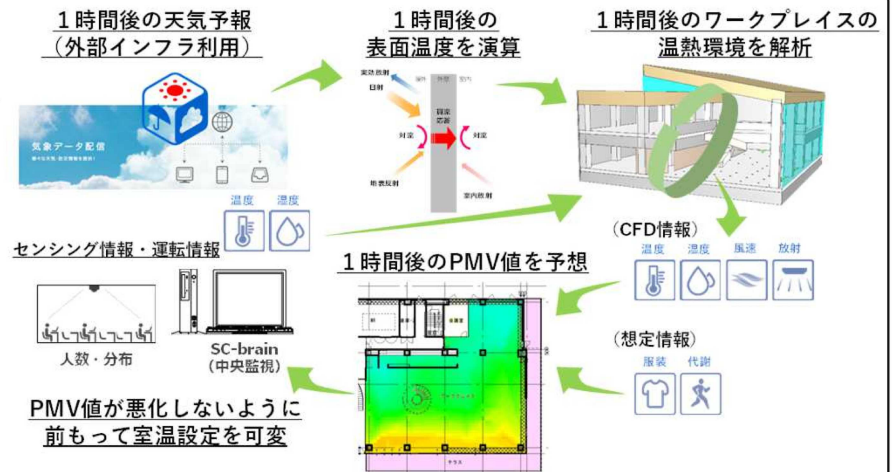 １時間後の天気予報
（外部インフラ利用）
気象データ配信
温度
湿度
１時間後の
表面温度を演算
実効放射
日射
外壁
室内
対流
対流
地表反射
室内放射
１時間後のワークプレイスの
温熱環境を解析
（CFD情報）
温度
湿度
風速
放射
（想定情報）
服装
代謝
１時間後のPMV値を予想
テラス
センシング情報・運転情報
人数・分布
SC-brain
（中央監視）
PMV値が悪化しないように
前もって室温設定を可変